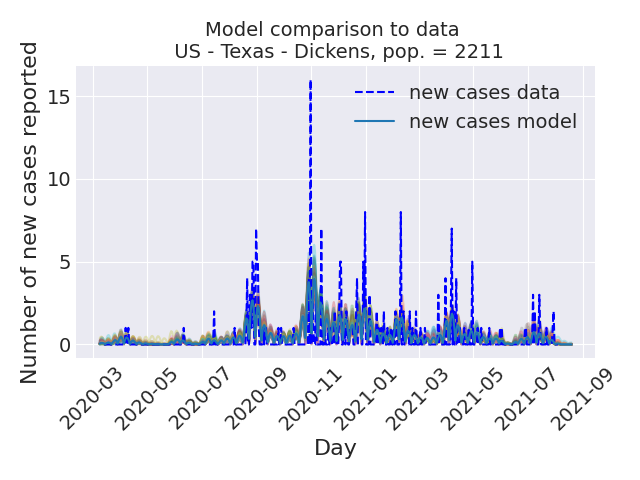 Model comparison to data
US - Texas - Dickens, pop. = 2211
Number of new cases reported
15
10
5
0
new cases data
new cases model
2020-03
2020-05
2020-07
2020-09
2020-11
2021-01
2021-03
2021-05
2021-07
2021-09
Day